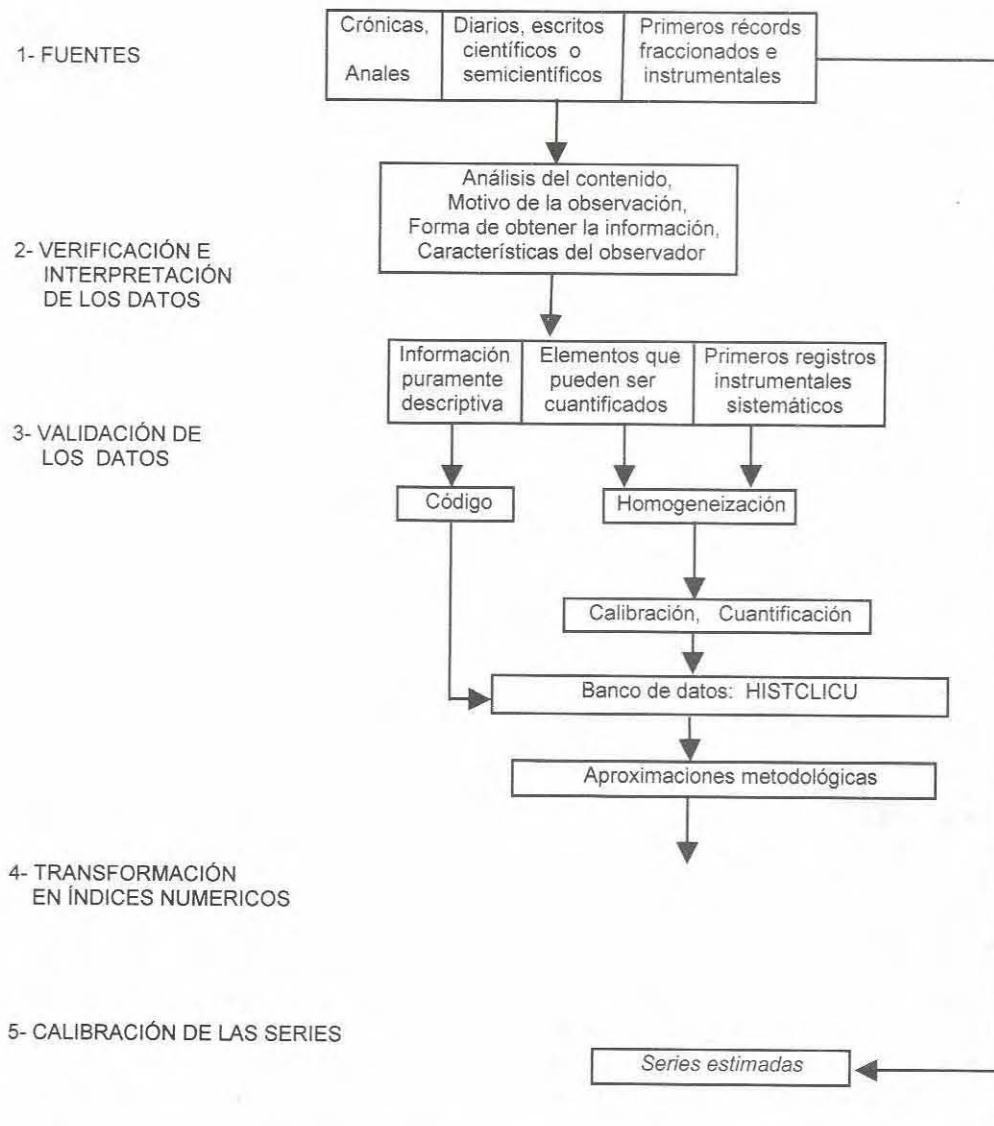 1- FUENTES
Crónicas,
Anales
Diarios, escritos
científicos o
semicientíficos
Primeros récords
fraccionados e
instrumentales
Análisis del contenido,
Motivo de la observación,
Forma de obtener la información,
Características del observador
2- VERIFICACIÓN E
INTERPRETACIÓN
DE LOS DATOS
Información
puramente
descriptiva
Elementos que
pueden ser
cuantificados
Primeros registros
instrumentales
sistemáticos
3- VALIDACIÓN DE
LOS DATOS
Código
Homogeneización
Calibración, Cuantificación
Banco de datos: HISTCLICU
Aproximaciones metodológicas
4- TRANSFORMACIÓN
EN ÍNDICES NUMERICOS
5- CALIBRACIÓN DE LAS SERIES
Series estimadas